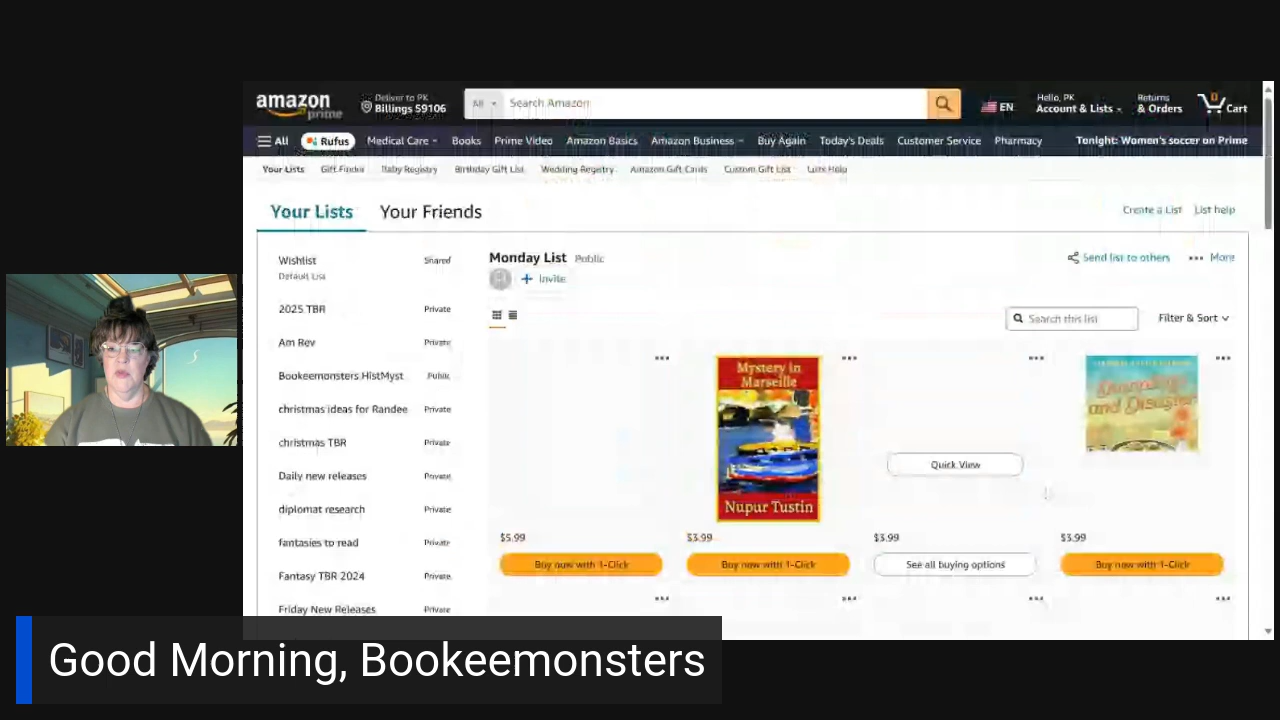 amazon prime
Deliver to PK
Billings 59106
All
Search Amazon
EN
Hello, PK
Account & Lists
Returns
& Orders
0
Cart
All
Rufus
Medical Care
Books
Prime Video
Amazon Basics
Amazon Business
Buy Again
Today's Deals
Customer Service
Pharmacy
Tonight: Women's soccer on Prime
Your Lists
Gift Finder
Baby Registry
Birthday Gift List
Wedding Registry
Amazon Gift Cards
Custom Gift List
Lists Help
Your Lists
Your Friends
Create a List
List help
Wishlist
Shared
Default List
2025 TBR
Private
Am Rev
Private
Bookeemonsters HistMyst
Public
christmas ideas for Randee
Private
christmas TBR
Private
Daily new releases
Private
diplomat research
Private
fantasies to read
Private
Fantasy TBR 2024
Private
Friday New Releases
Private
Monday List
Public
Send list to others
More
Invite
Search this list
Filter & Sort
Mystery in
Marseille
Nupur Tustin
Quick View
and Disaster
$5.99
$3.99
$3.99
$3.99
Buy now with 1-Click
Buy now with 1-Click
See all buying options
Buy now with 1-Click
Good Morning, Bookeemonsters